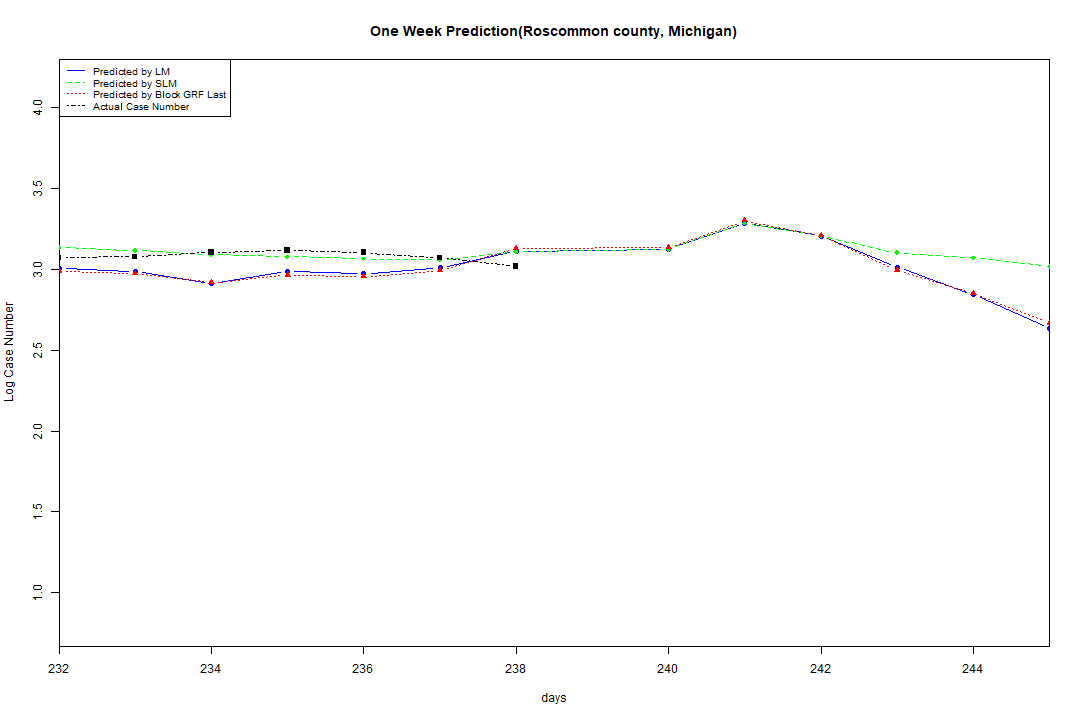 One Week Prediction(Roscommon county, Michigan)
Predicted by LM
Predicted by SLM
Predicted by Block GRF Last
Actual Case Number
4.0
3.5
3.0
2.5
2.0
1.5
1.0
Log Case Number
232 234 236 238 240 242 244
days